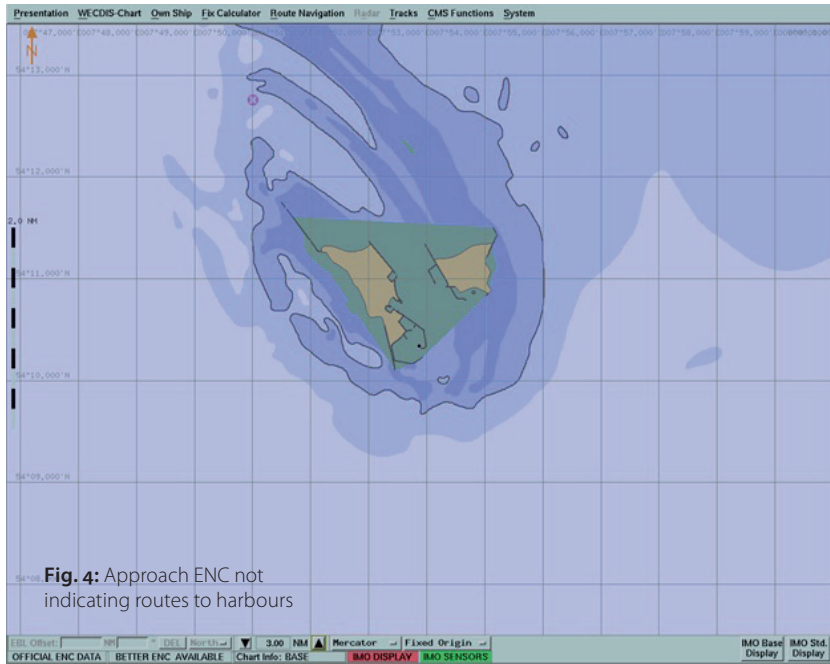 Presentation WECDIS-Chart Own Ship Fix Calculator Route Navigation Radar Tracks CMS Functions System
N
54°13,000'N
54°12,000'N
2.0 NM
54°11,000'N
54°10,000'N
54°09,000'N
Fig. 4: Approach ENC not
indicating routes to harbours
EBL Offset: NM ° DEL North 3.00 NM Mercator Fixed Origin IMO Base Display IMO Std. Display
OFFICIAL ENC DATA BETTER ENC AVAILABLE Chart Info: BASE IMO DISPLAY IMO SENSORS